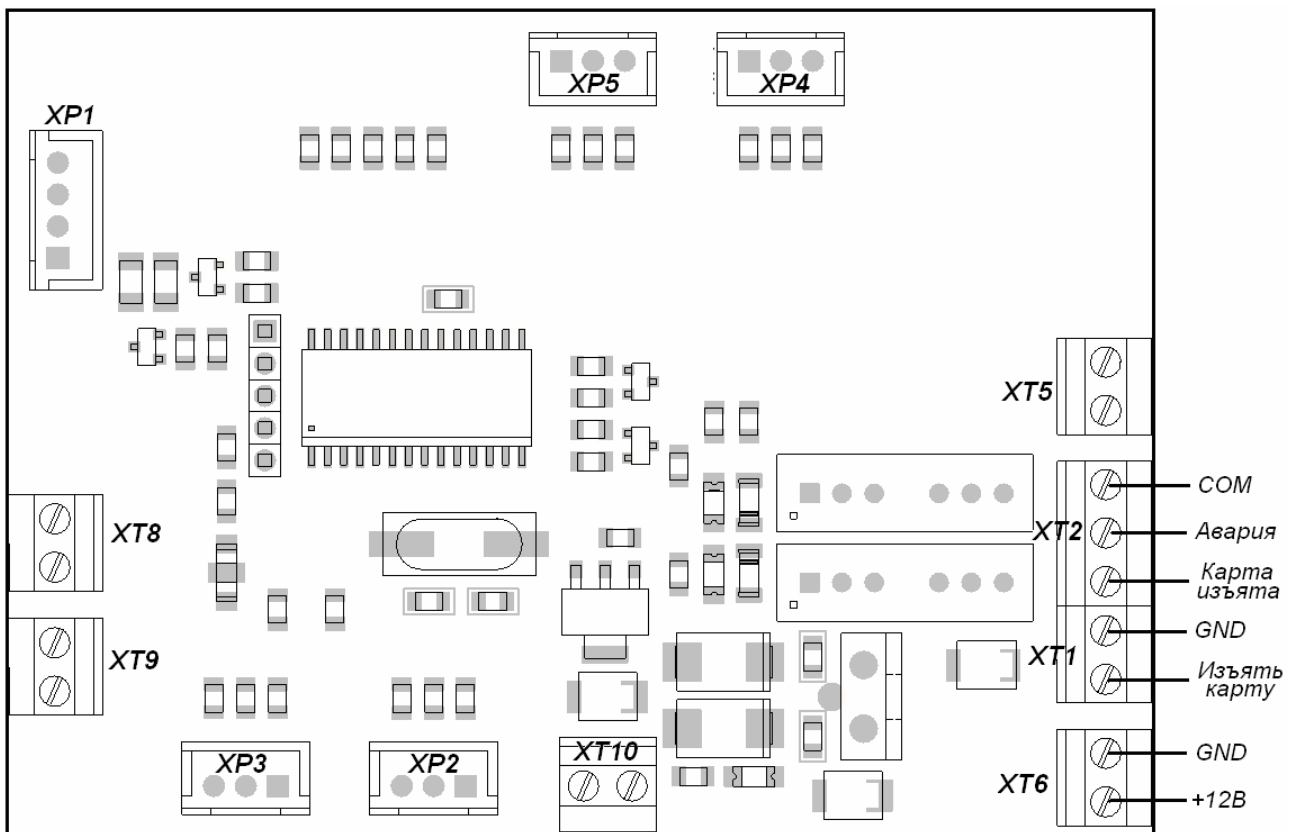 XP5
XP4
XP1
XT5
COM
XT8
XT2
Авария
Карта
изъята
GND
XT9
XT1
Изъять
карту
XP3
XP2
XT10
GND
XT6
+12В